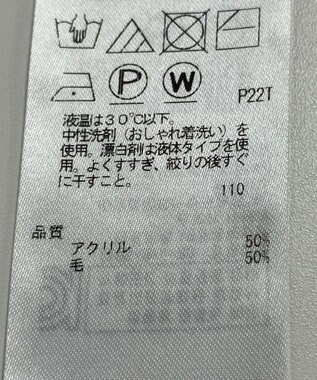 P
W
P22T
液温は30℃以下。
中性洗剤（おしゃれ着洗い）を
使用。漂白剤は液体タイプを使
用。よくすすぎ、絞りの後すぐ
に干すこと。
110
品質
アクリル 50%
毛 50%